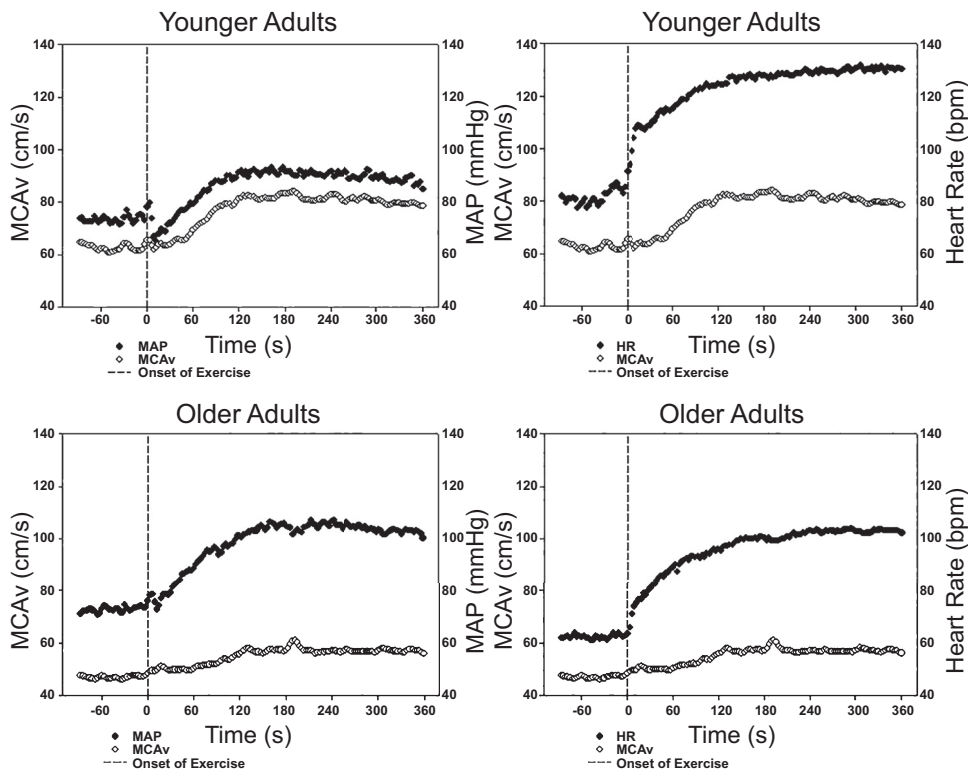 Younger Adults
140
120
100
80
60
40
MCAv (cm/s)
140
120
100
80
60
40
MAP (mmHg)
-60 0 60 120 180 240 300 360
Time (s)
MAP
MCAv
Onset of Exercise
Younger Adults
140
120
100
80
60
40
MCAv (cm/s)
140
120
100
80
60
40
Heart Rate (bpm)
-60 0 60 120 180 240 300 360
Time (s)
HR
MCAv
Onset of Exercise
Older Adults
140
120
100
80
60
40
MCAv (cm/s)
140
120
100
80
60
40
MAP (mmHg)
-60 0 60 120 180 240 300 360
Time (s)
MAP
MCAv
Onset of Exercise
Older Adults
140
120
100
80
60
40
MCAv (cm/s)
140
120
100
80
60
40
Heart Rate (bpm)
-60 0 60 120 180 240 300 360
Time (s)
HR
MCAv
Onset of Exercise